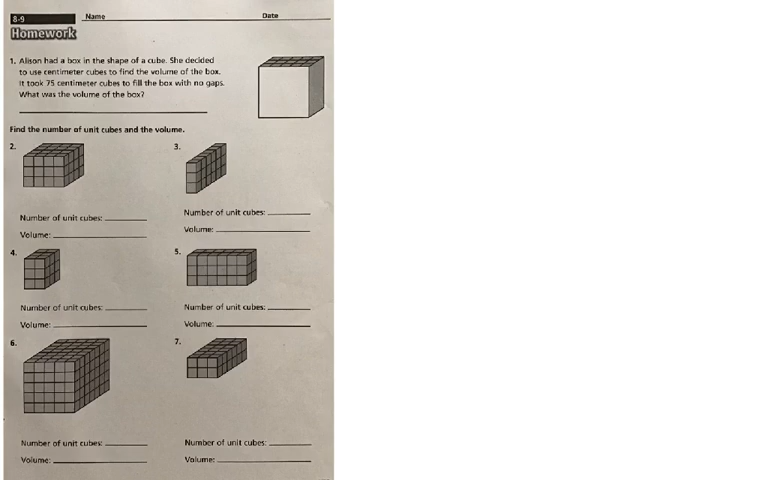 8-9 Name Date
Homework
1. Alison had a box in the shape of a cube. She decided
to use centimeter cubes to find the volume of the box.
It took 75 centimeter cubes to fill the box with no gaps.
What was the volume of the box?
Find the number of unit cubes and the volume.
2. 3.
Number of unit cubes: Number of unit cubes:
Volume: Volume:
4. 5.
Number of unit cubes: Number of unit cubes:
Volume: Volume:
6. 7.
Number of unit cubes: Number of unit cubes:
Volume: Volume: